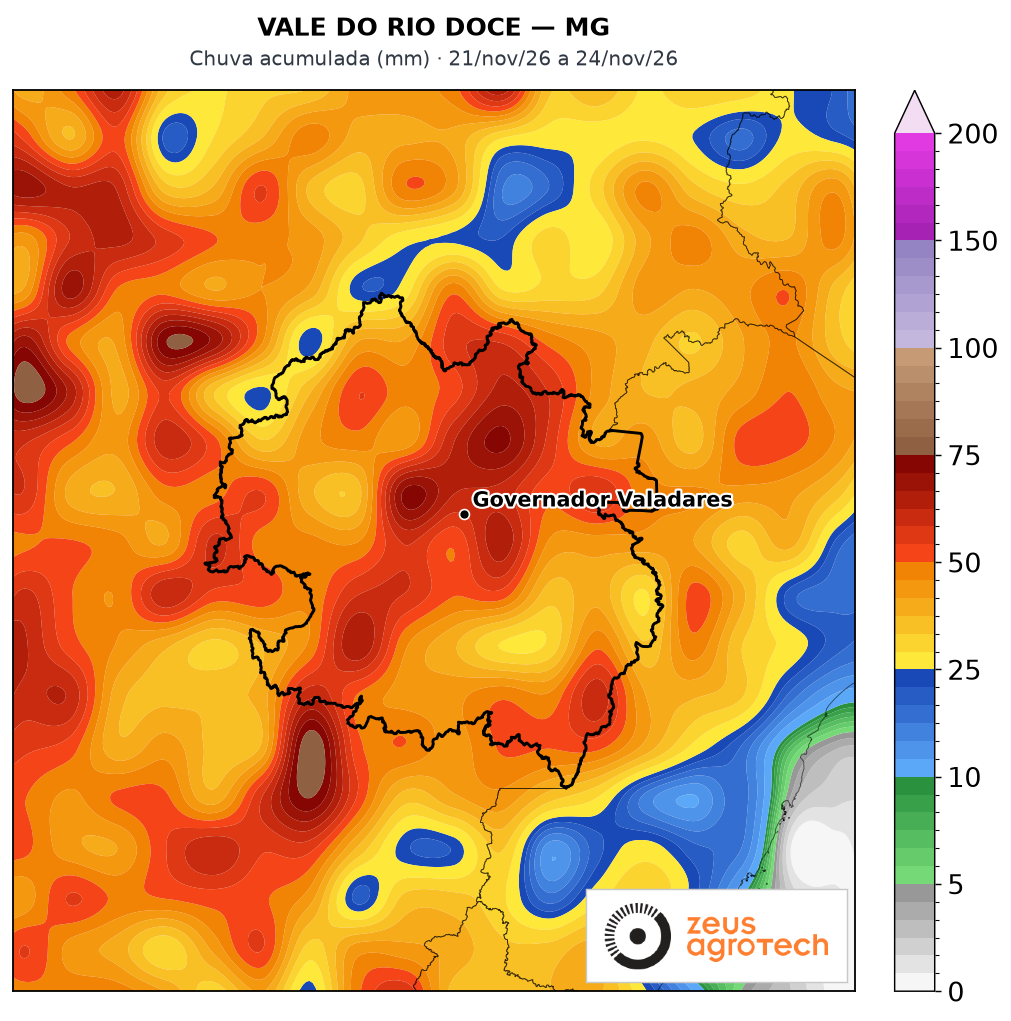 VALE DO RIO DOCE — MG
Chuva acumulada (mm) · 21/nov/26 a 24/nov/26
200
150
100
75
50
25
10
5
0
Governador Valadares
zeus
agrotech